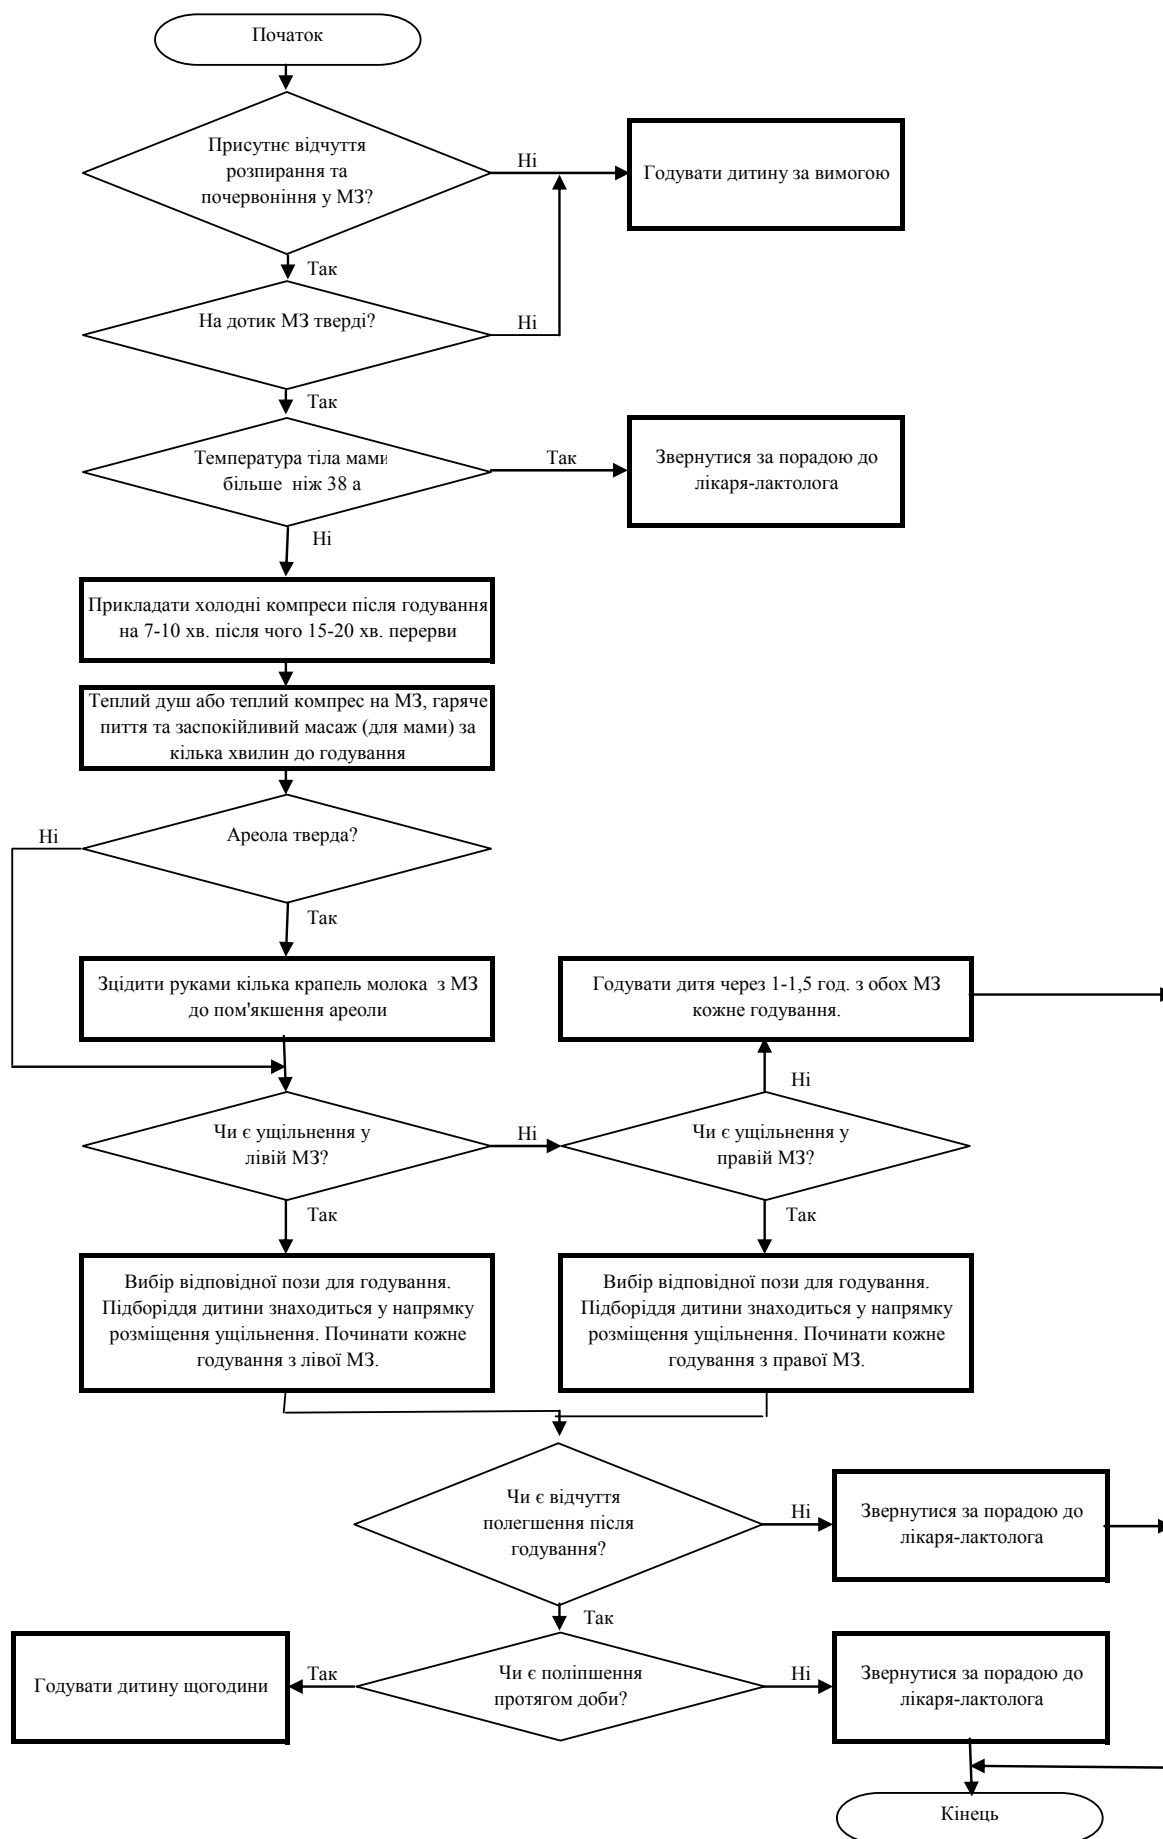 Початок
Присутнє відчуття
розпирання та
почервоніння у МЗ?
Ні
Годувати дитину за вимогою
Так
На дотик МЗ тверді?
Ні
Так
Температура тіла мами
більше ніж 38 а
Так
Звернутися за порадою до
лікаря-лактолога
Ні
Прикладати холодні компреси після годування
на 7-10 хв. після чого 15-20 хв. перерви
Теплий душ або теплий компрес на МЗ, гаряче
пиття та заспокійливий масаж (для мами) за
кілька хвилин до годування
Ні
Ареола тверда?
Так
Зцідити руками кілька крапель молока з МЗ
до пом'якшення ареоли
Годувати дитя через 1-1,5 год. з обох МЗ
кожне годування.
Ні
Чи є ущільнення у
лівій МЗ?
Ні
Чи є ущільнення у
правій МЗ?
Так
Так
Вибір відповідної пози для годування.
Підборіддя дитини знаходиться у напрямку
розміщення ущільнення. Починати кожне
годування з лівої МЗ.
Вибір відповідної пози для годування.
Підборіддя дитини знаходиться у напрямку
розміщення ущільнення. Починати кожне
годування з правої МЗ.
Чи є відчуття
полегшення після
годування?
Ні
Звернутися за порадою до
лікаря-лактолога
Так
Годувати дитину щогодини
Так
Чи є поліпшення
протягом доби?
Ні
Звернутися за порадою до
лікаря-лактолога
Кінець